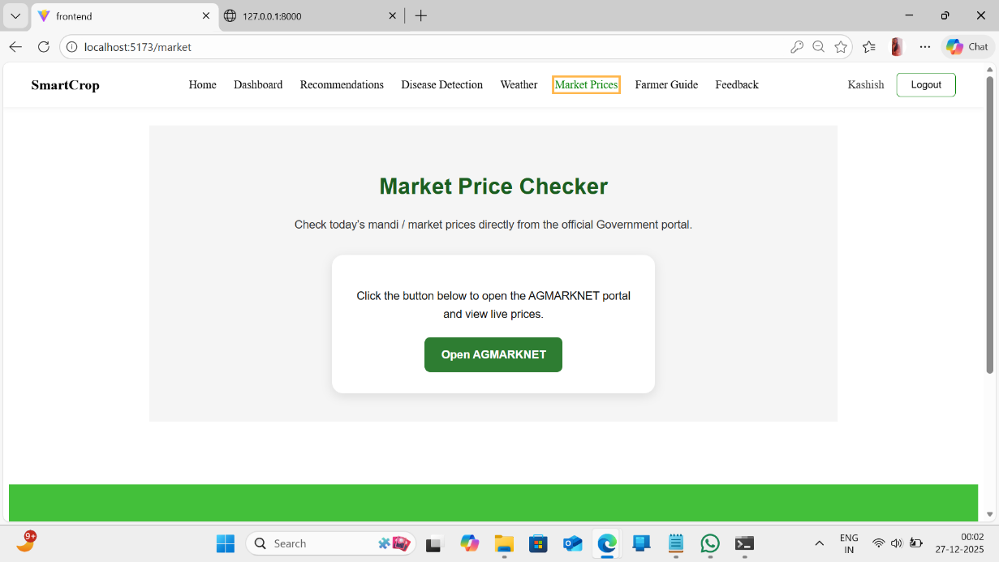 frontend
127.0.0.1:8000
localhost:5173/market
Chat
SmartCrop
Home
Dashboard
Recommendations
Disease Detection
Weather
Market Prices
Farmer Guide
Feedback
Kashish
Logout
Market Price Checker
Check today's mandi / market prices directly from the official Government portal.
Click the button below to open the AGMARKNET portal
and view live prices.
Open AGMARKNET
9+
Search
ENG
IN
00:02
27-12-2025